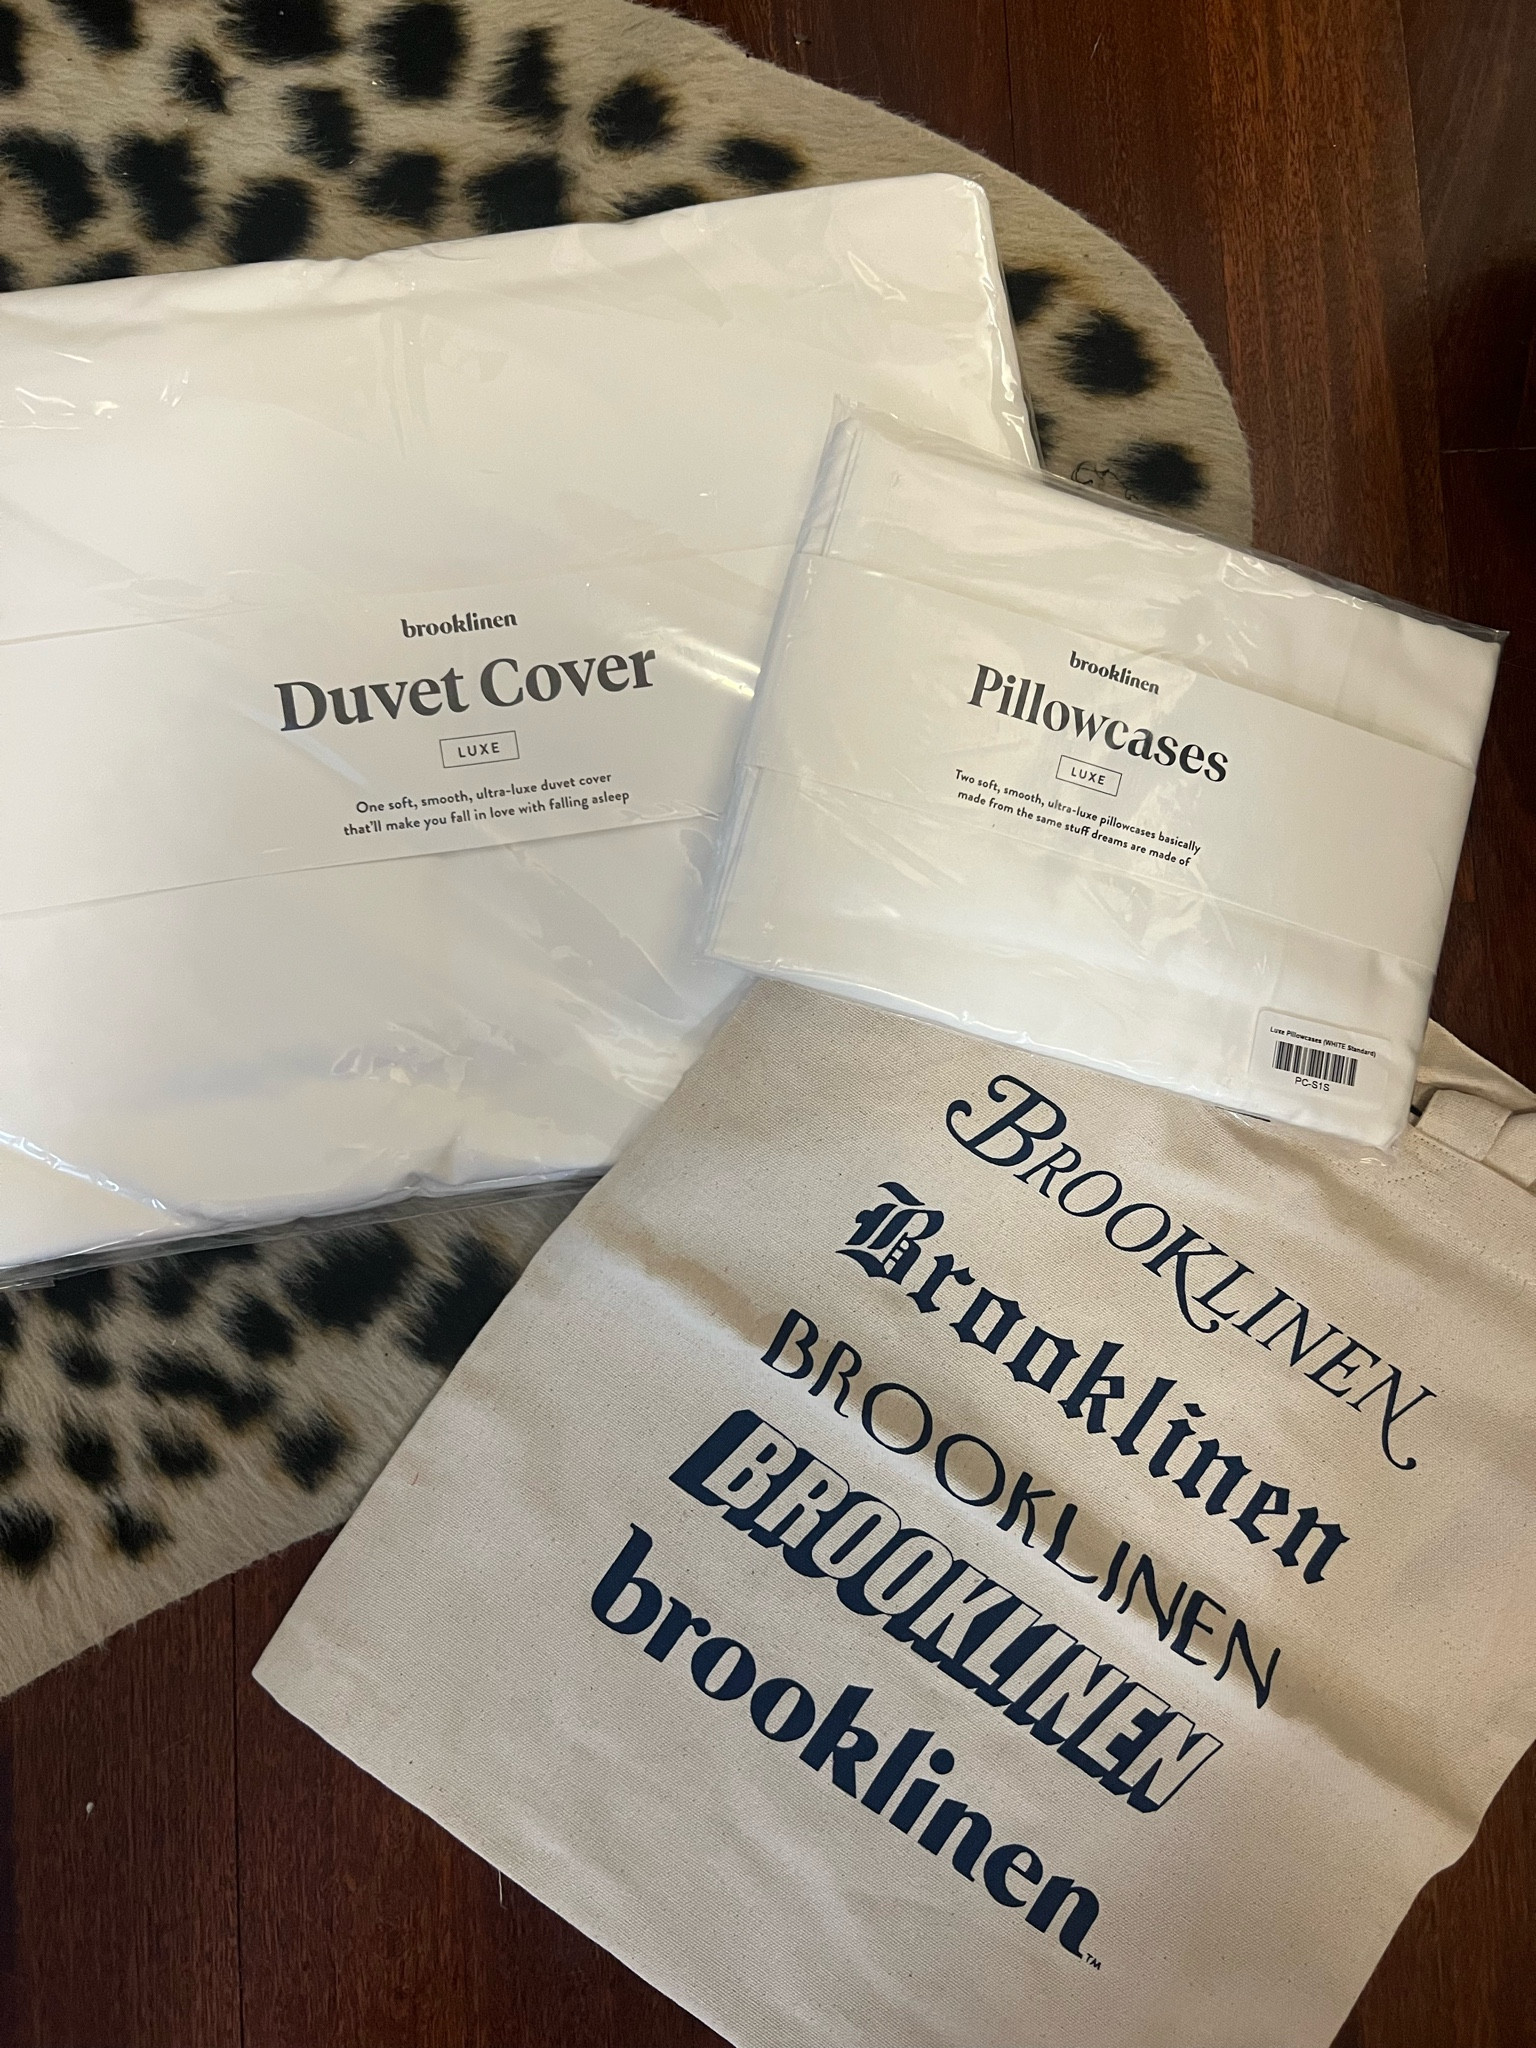 brooklinen
Duvet Cover
LUXE
One soft, smooth, ultra-luxe duvet cover
that'll make you fall in love with falling asleep
brooklinen
Pillowcases
LUXE
Two soft, smooth, ultra-luxe pillowcases basically
made from the same stuff dreams are made of
Luxe Pillowcases (WHITE Standard)
PC-S1S
BROOKLINEN
Brooklinen
BROOKLINEN
BROOKLINEN
brooklinen™